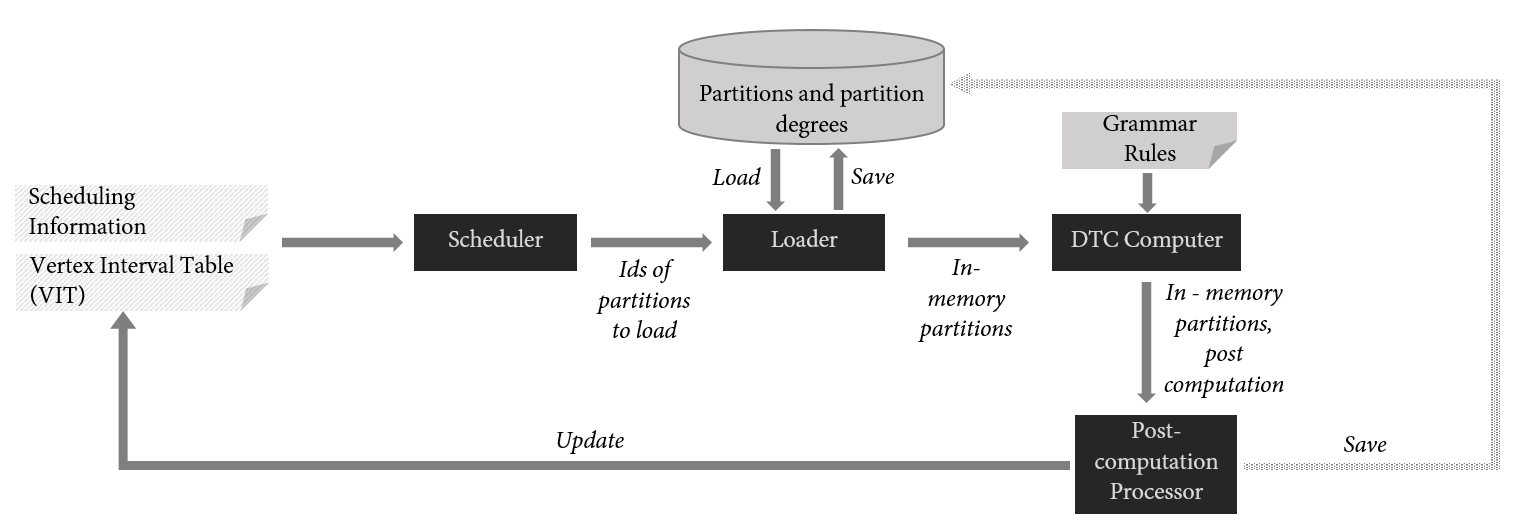 Partitions and partition
degrees
Grammar
Rules
Load
Save
Scheduling
Information
Vertex Interval Table
(VIT)
Scheduler
Ids of
partitions
to load
Loader
In-
memory
partitions
DTC Computer
In - memory
partitions,
post
computation
Post-
computation
Processor
Update
Save